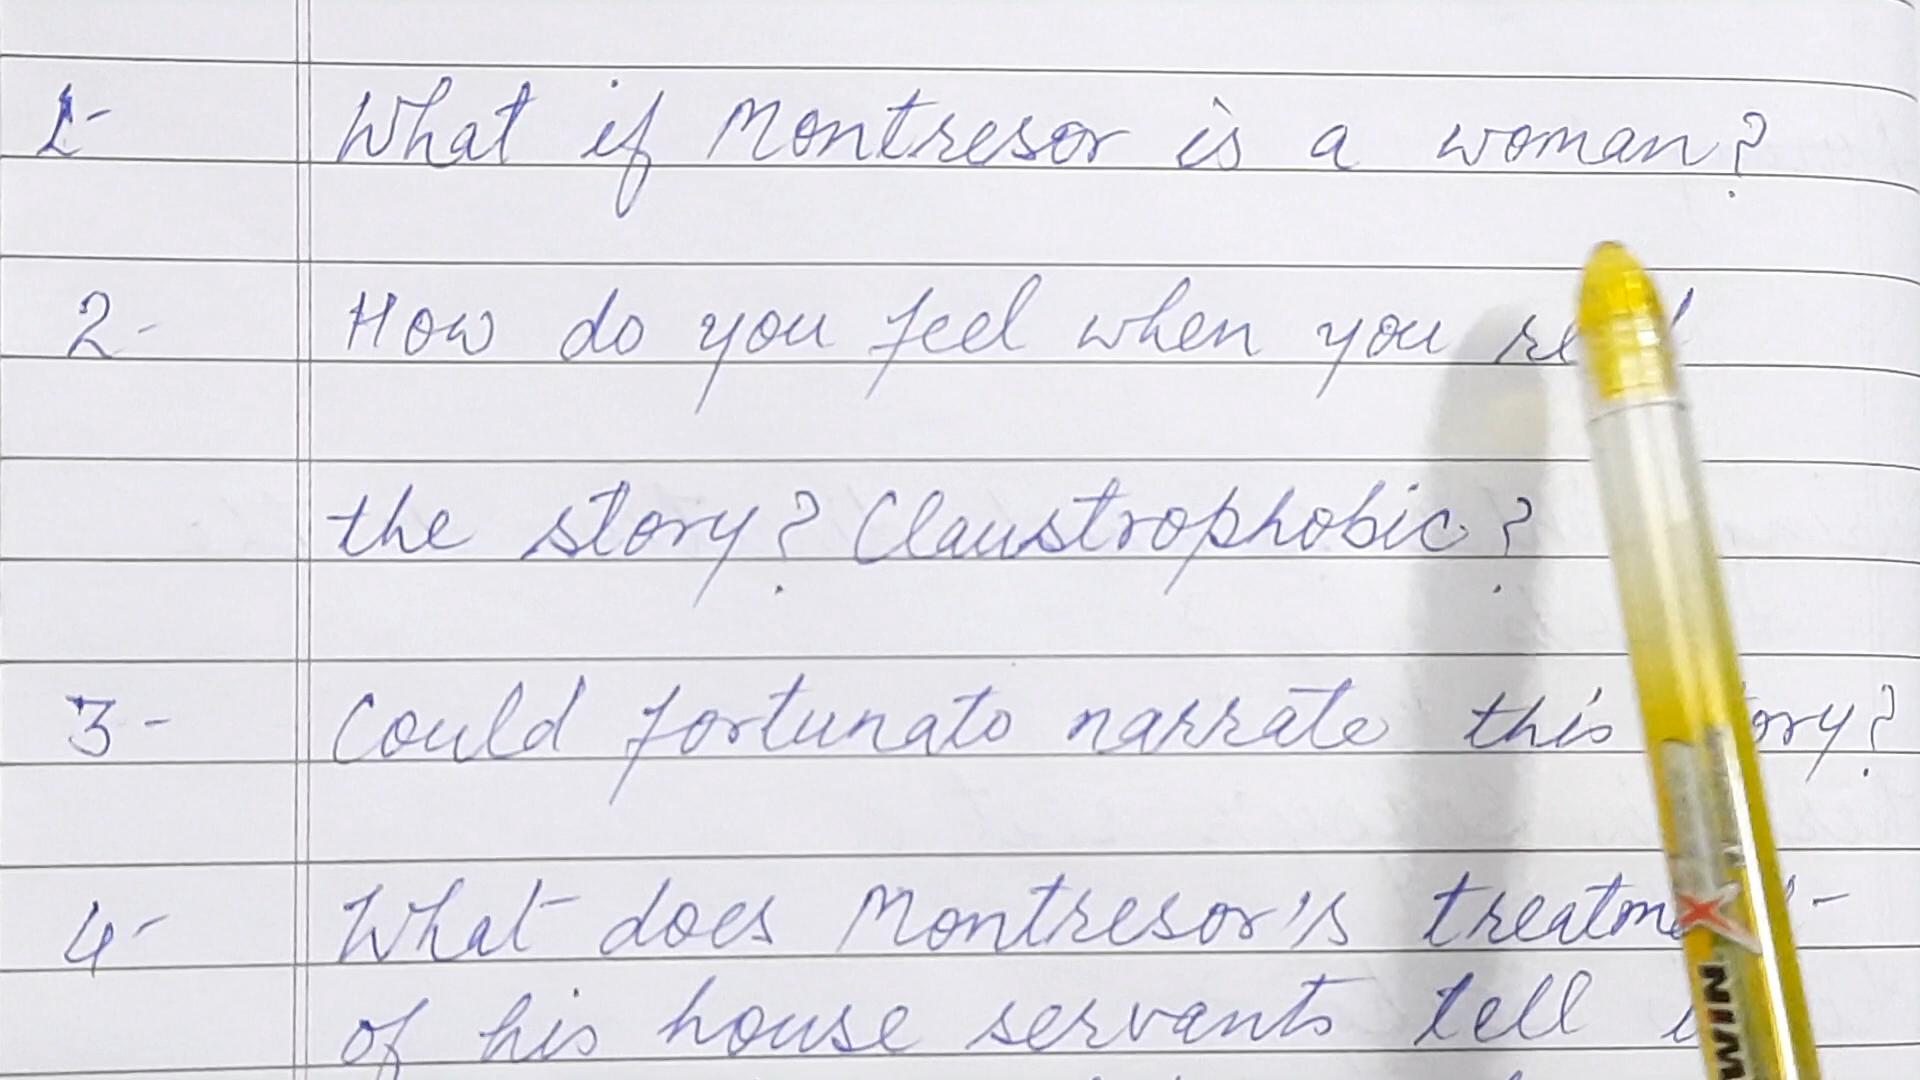 1- What if Montresor is a woman?
2- How do you feel when you
the story? Claustrophobic?
3- Could fortunato narrate this
4- What does Montresor's
of his house servants tell
WIN